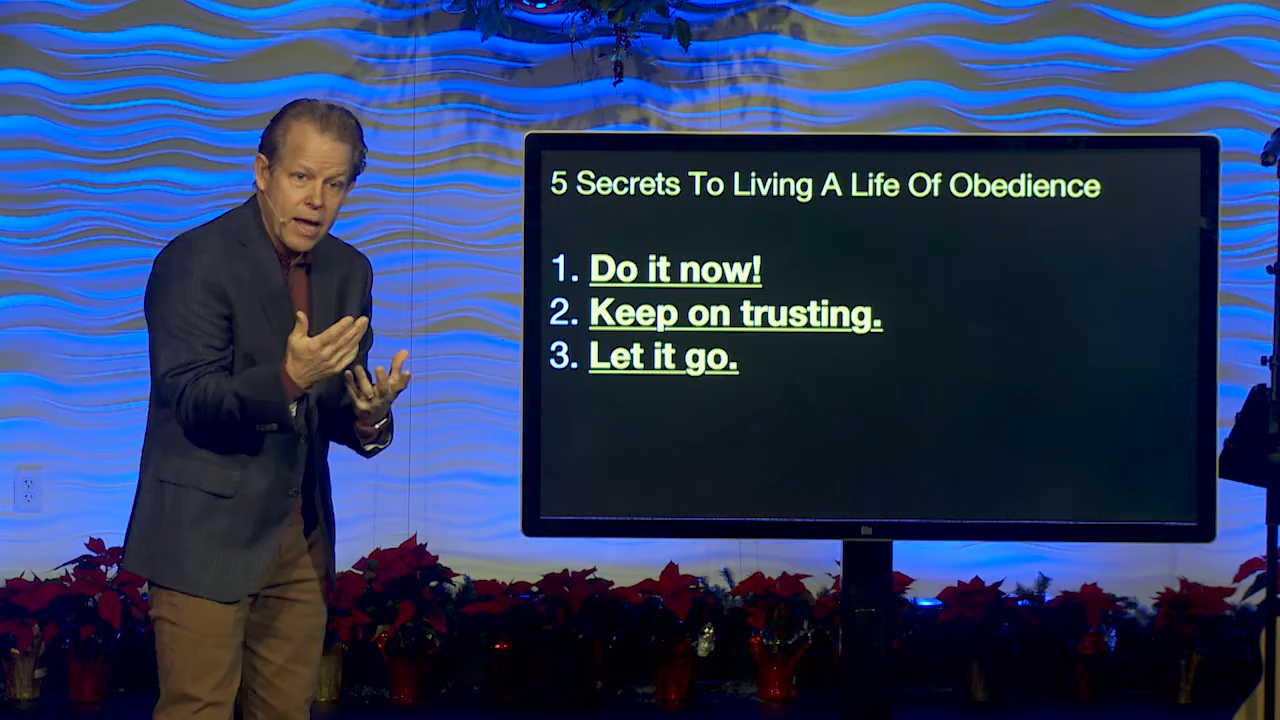 5 Secrets To Living A Life Of Obedience
1. Do it now!
2. Keep on trusting.
3. Let it go.
elo